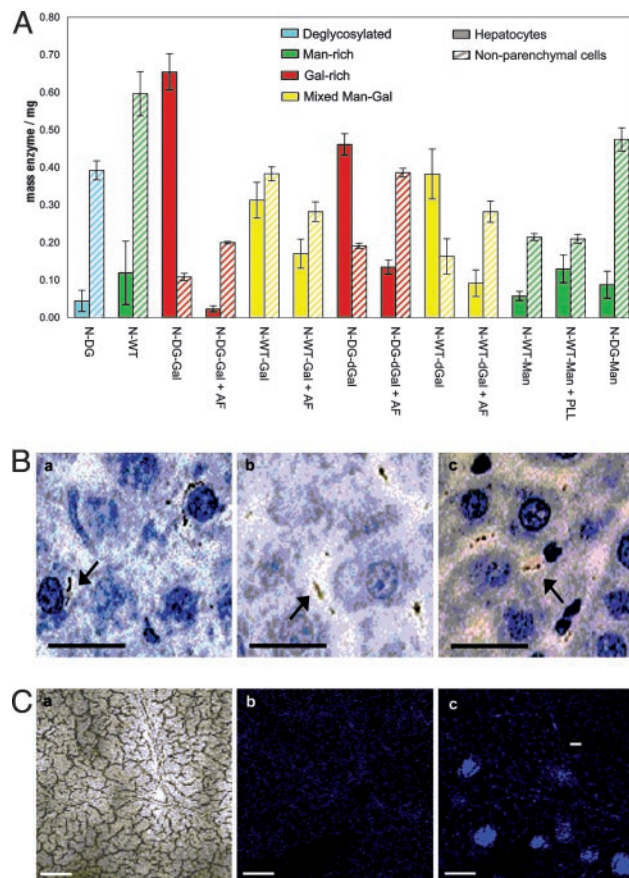 A
mass enzyme / mg
0.80
0.70
0.60
0.50
0.40
0.30
0.20
0.10
0.00
Deglycosylated
Man-rich
Gal-rich
Mixed Man-Gal
Hepatocytes
Non-parenchymal cells
N-DG
N-WT
N-DG-Gal
N-DG-Gal + AF
N-WT-Gal
N-WT-Gal + AF
N-DG-dGal
N-DG-dGal + AF
N-WT-dGal
N-WT-dGal + AF
N-WT-Man
N-WT-Man + PLL
N-DG-Man
B
a
b
c
C
a
b
c